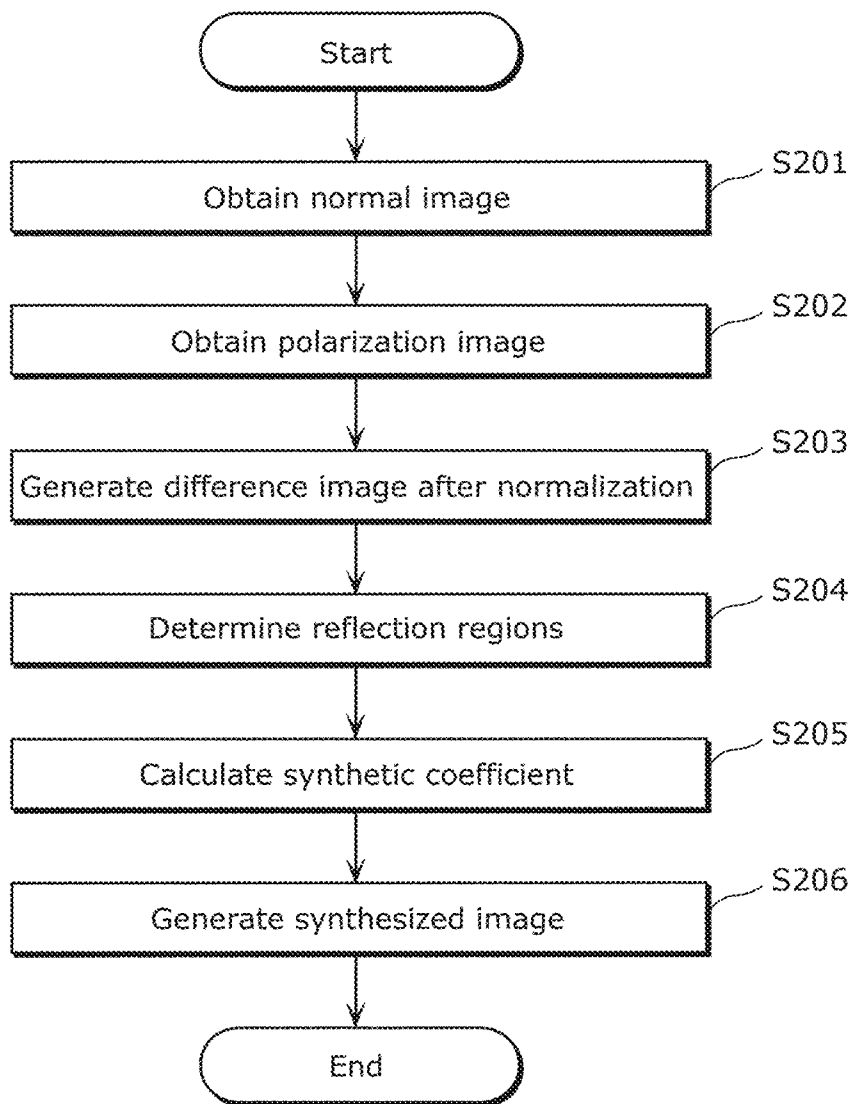 Start
S201
Obtain normal image
S202
Obtain polarization image
S203
Generate difference image after normalization
S204
Determine reflection regions
S205
Calculate synthetic coefficient
S206
Generate synthesized image
End